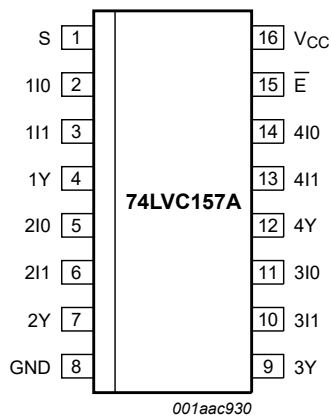 S 1 16 VCC
1I0 2 15 E̅
1I1 3 14 4I0
1Y 4 13 4I1
74LVC157A
2I0 5 12 4Y
2I1 6 11 3I0
2Y 7 10 3I1
GND 8 9 3Y
001aac930